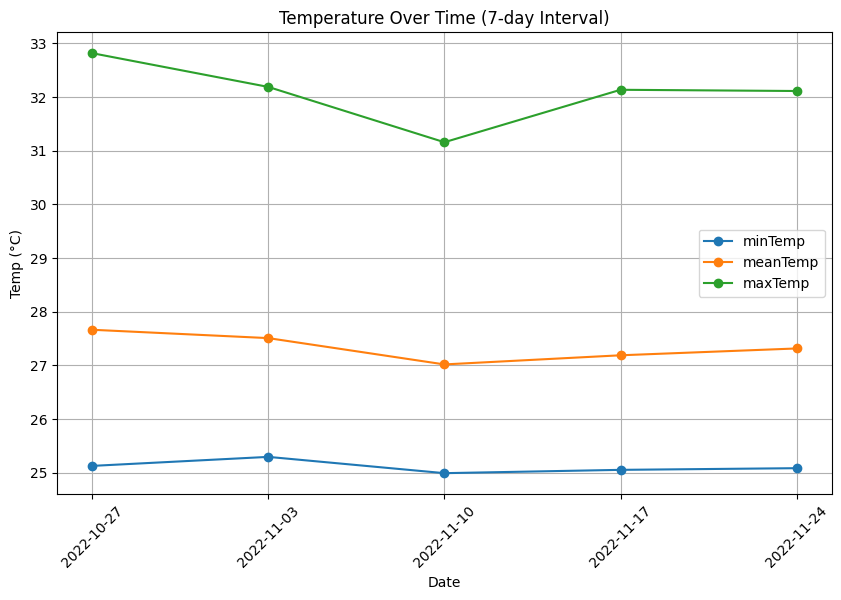 Temperature Over Time (7-day Interval)
33
32
31
30
29
28
27
26
25
Temp (°C)
minTemp
meanTemp
maxTemp
2022-10-27
2022-11-03
2022-11-10
2022-11-17
2022-11-24
Date